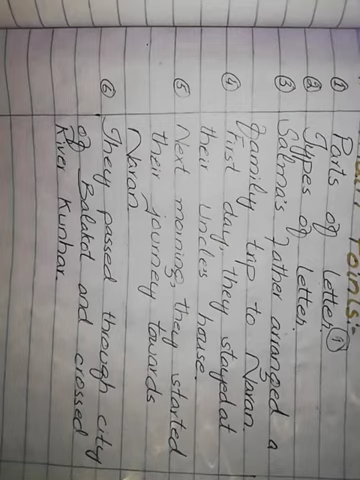 Points:-
① Parts of Letter. ①
② Types of Letter.
③ Salma's Father arranged a
family trip to Naran.
④ First day, they stayed at
their uncles house.
⑤ Next morning, they started
their journey towards
Naran.
⑥ They passed through city
of Balakot and crossed
River Kunhar.